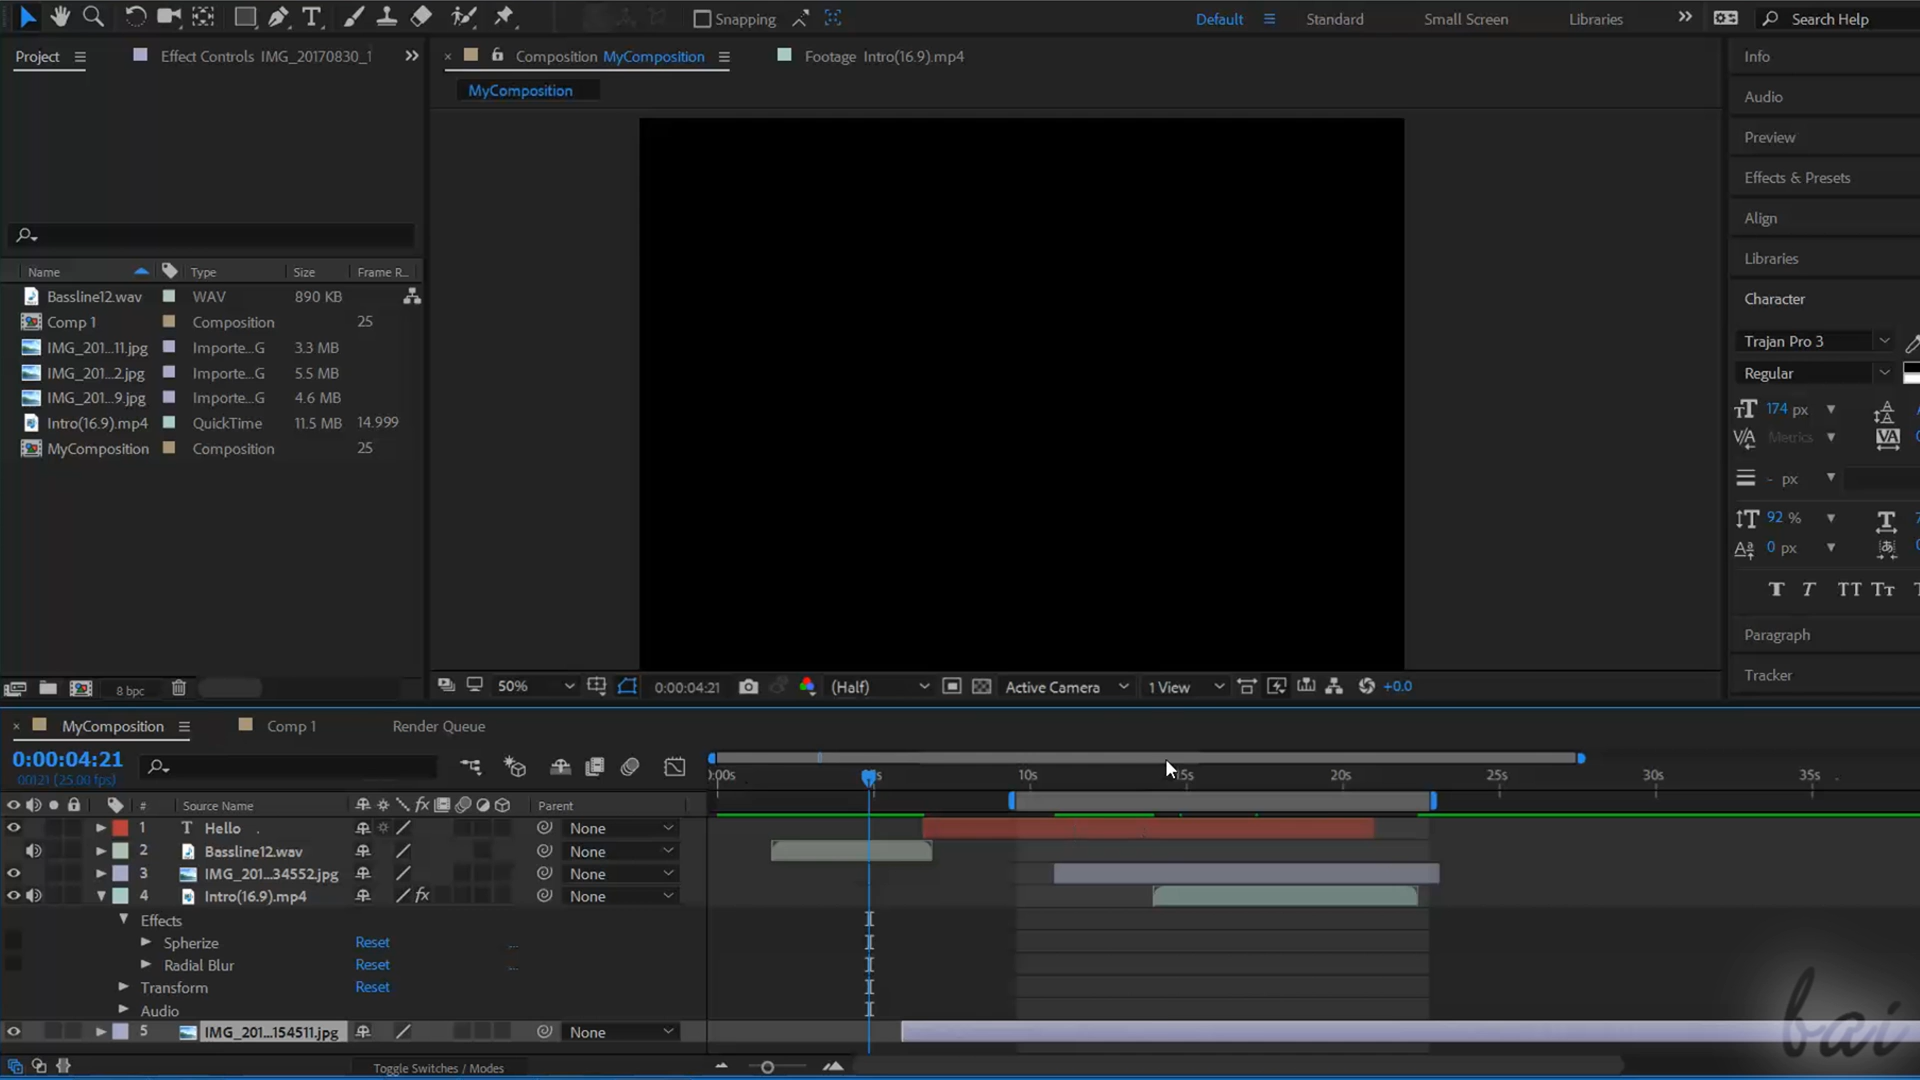 Snapping
Default
Standard
Small Screen
Libraries
Search Help
Project
Effect Controls IMG_20170830_1
Composition MyComposition
Footage Intro(16.9).mp4
MyComposition
Info
Audio
Preview
Effects & Presets
Align
Libraries
Character
Trajan Pro 3
Regular
174 px
Metrics
- px
92 %
0 px
Paragraph
Tracker
Name Type Size Frame R...
Bassline12.wav WAV 890 KB
Comp 1 Composition 25
IMG_201...11.jpg Importe...G 3.3 MB
IMG_201...2.jpg Importe...G 5.5 MB
IMG_201...9.jpg Importe...G 4.6 MB
Intro(16.9).mp4 QuickTime 11.5 MB 14.999
MyComposition Composition 25
8 bpc
50%
0:00:04:21
(Half)
Active Camera
1 View
+0.0
MyComposition
Comp 1
Render Queue
0:00:04:21
00121 (25.00 fps)
10s 20s 25s 30s 35s
# Source Name fx Parent
1 T Hello None
2 Bassline12.wav None
3 IMG_201...34552.jpg None
4 Intro(16.9).mp4 fx None
Effects
Spherize Reset
Radial Blur Reset
Transform Reset
Audio
5 IMG_201...154511.jpg None
Toggle Switches / Modes
bai